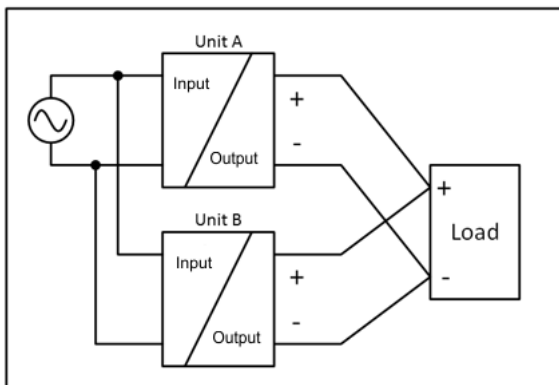 Unit A
Input
+
-
Output
Unit B
Input
+
-
Output
+
Load
-